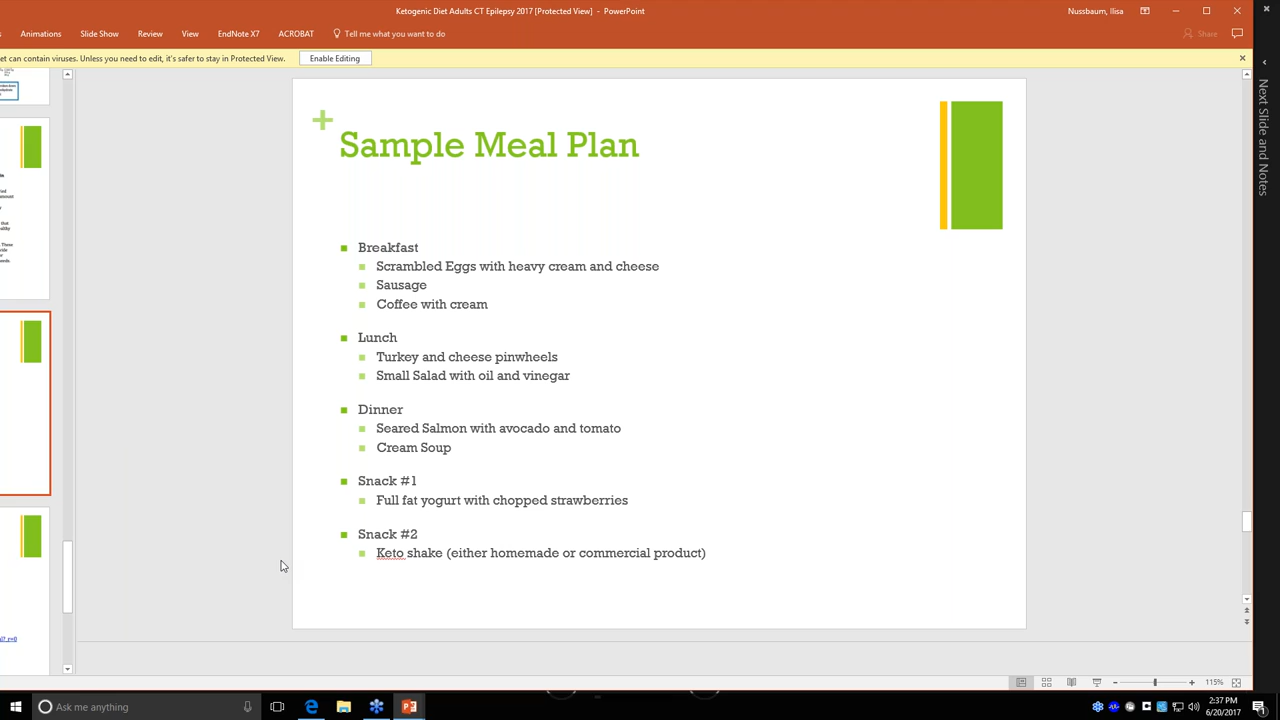 Ketogenic Diet Adults CT Epilepsy 2017 [Protected View] - PowerPoint
Nussbaum, Ilisa
Animations
Slide Show
Review
View
EndNote X7
ACROBAT
Tell me what you want to do
Share
et can contain viruses. Unless you need to edit, it's safer to stay in Protected View.
Enable Editing
Next Slide and Notes
+
Sample Meal Plan
Breakfast
Scrambled Eggs with heavy cream and cheese
Sausage
Coffee with cream
Lunch
Turkey and cheese pinwheels
Small Salad with oil and vinegar
Dinner
Seared Salmon with avocado and tomato
Cream Soup
Snack #1
Full fat yogurt with chopped strawberries
Snack #2
Keto shake (either homemade or commercial product)
115%
Ask me anything
2:37 PM
6/20/2017